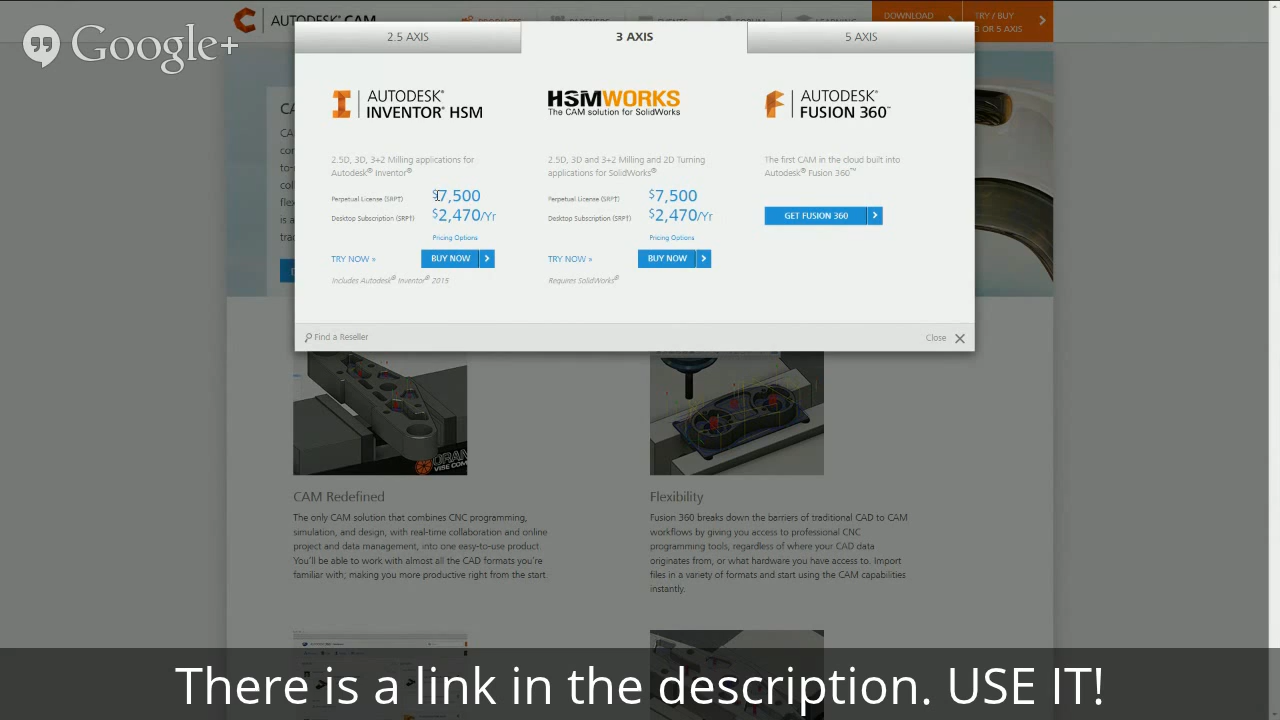 Google+
AUTODESK® CAM
PRODUCTS
PARTNERS
EVENTS
FORUM
LEARNING
DOWNLOAD
TRY / BUY
3 OR 5 AXIS
2.5 AXIS
3 AXIS
5 AXIS
AUTODESK®
INVENTOR® HSM
2.5D, 3D, 3+2 Milling applications for
Autodesk® Inventor®
Perpetual License (SRP†)
$7,500
Desktop Subscription (SRP†)
$2,470/Yr
Pricing Options
TRY NOW »
BUY NOW
Includes Autodesk® Inventor® 2015
HSMWORKS
The CAM solution for SolidWorks
2.5D, 3D and 3+2 Milling and 2D Turning
applications for SolidWorks®
Perpetual License (SRP†)
$7,500
Desktop Subscription (SRP†)
$2,470/Yr
Pricing Options
TRY NOW »
BUY NOW
Requires SolidWorks®
AUTODESK®
FUSION 360™
The first CAM in the cloud built into
Autodesk® Fusion 360™
GET FUSION 360
Find a Reseller
Close
CAM Redefined
The only CAM solution that combines CNC programming,
simulation, and design, with real-time collaboration and online
project and data management, into one easy-to-use product.
You'll be able to work with almost all the CAD formats you're
familiar with; making you more productive right from the start.
Flexibility
Fusion 360 breaks down the barriers of traditional CAD to CAM
workflows by giving you access to professional CNC
programming tools, regardless of where your CAD data
originates from, or what hardware you have access to. Import
files in a variety of formats and start using the CAM capabilities
instantly.
There is a link in the description. USE IT!